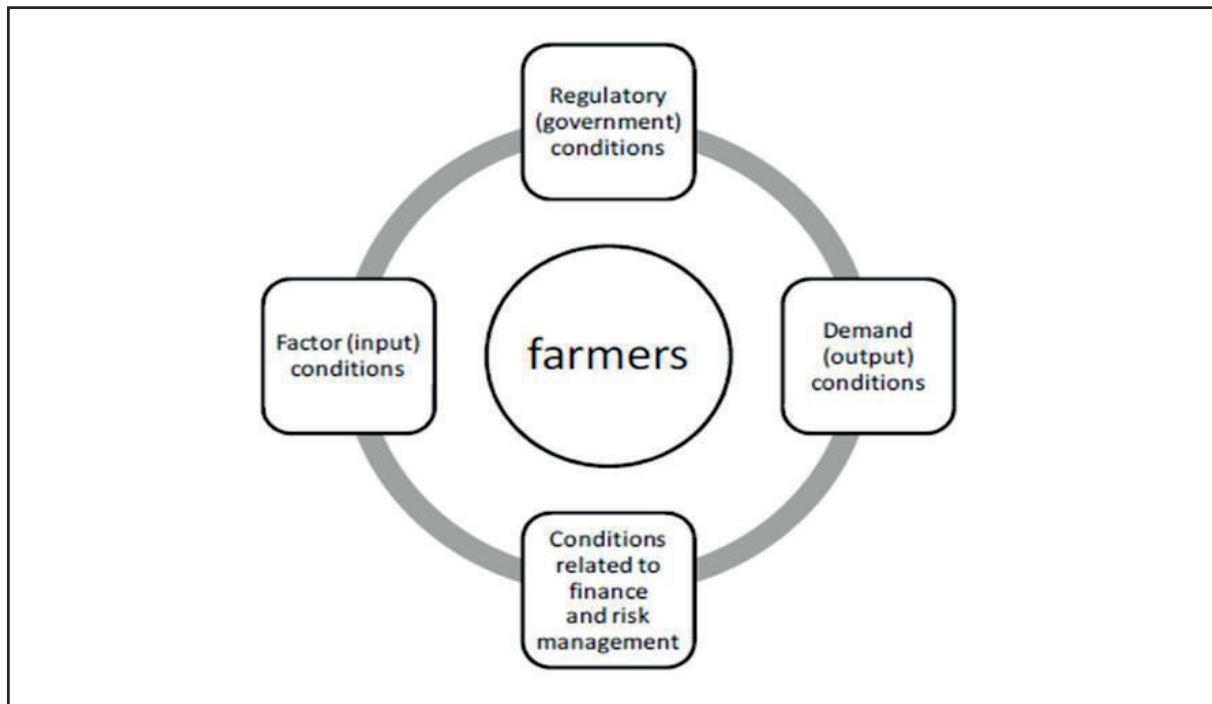 Regulatory
(government)
conditions
Factor (input)
conditions
farmers
Demand
(output)
conditions
Conditions
related to
finance
and risk
management